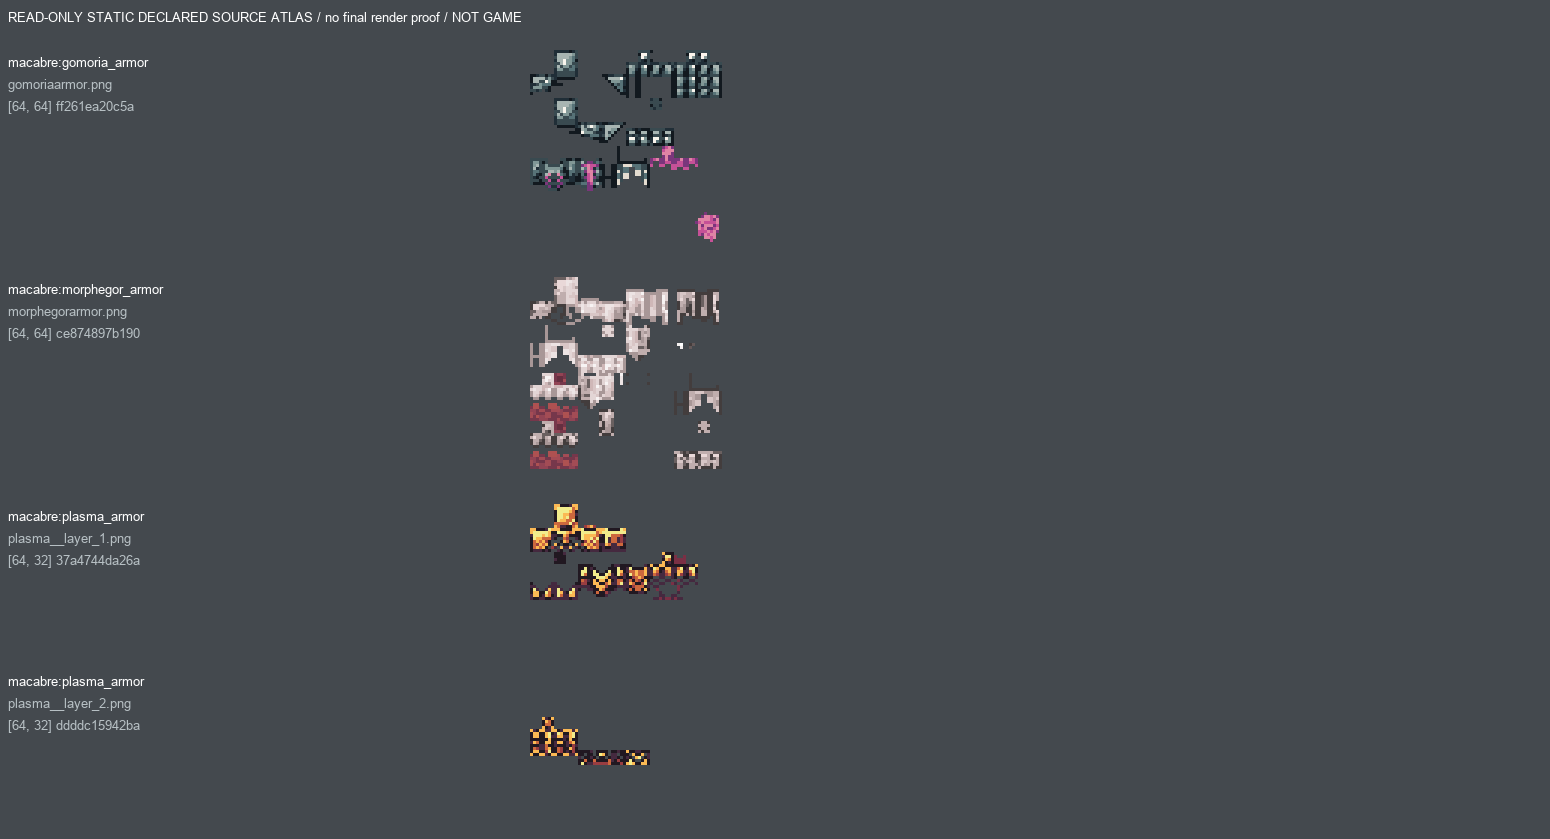 READ-ONLY STATIC DECLARED SOURCE ATLAS / no final render proof / NOT GAME
macabre:gomoria_armor
gomoriaarmor.png
[64, 64] ff261ea20c5a
macabre:morphegor_armor
morphegorarmor.png
[64, 64] ce874897b190
macabre:plasma_armor
plasma__layer_1.png
[64, 32] 37a4744da26a
macabre:plasma_armor
plasma__layer_2.png
[64, 32] ddddc15942ba